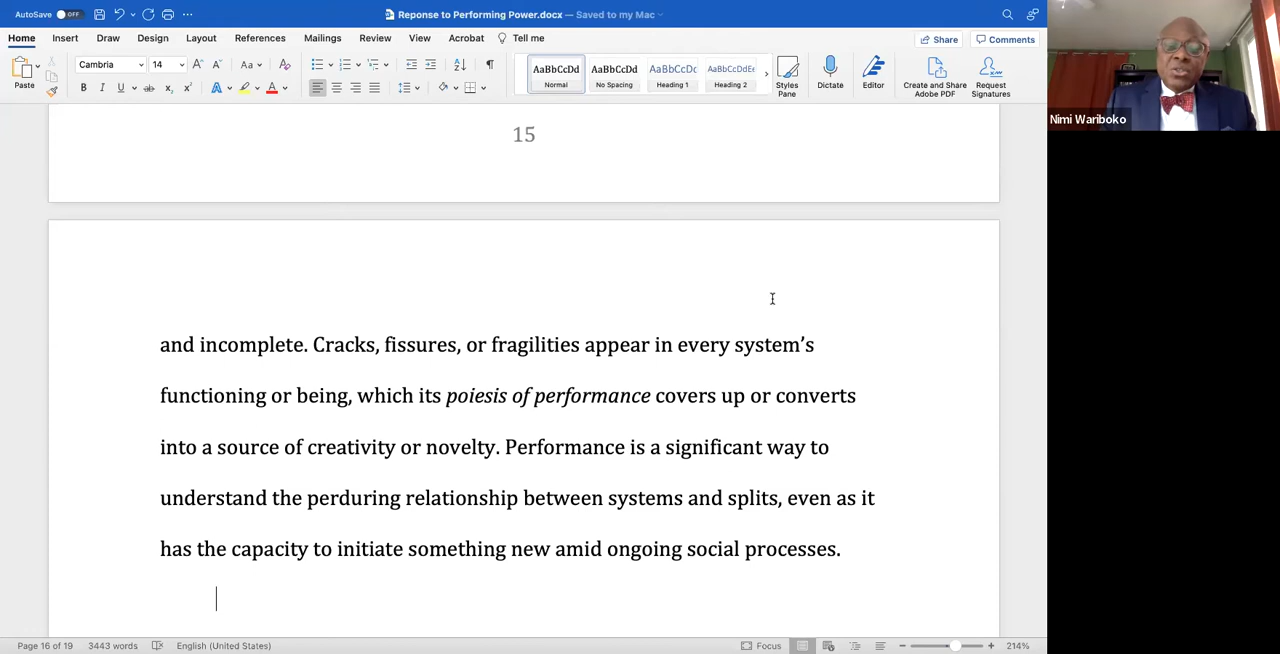 AutoSave OFF
Reponse to Performing Power.docx — Saved to my Mac
Home Insert Draw Design Layout References Mailings Review View Acrobat Tell me
Share Comments
Paste
Cambria 14
AaBbCcDd AaBbCcDd AaBbCcDc AaBbCcDdEe
Normal No Spacing Heading 1 Heading 2
Styles Pane
Dictate
Editor
Create and Share Adobe PDF
Request Signatures
Nimi Wariboko
15
and incomplete. Cracks, fissures, or fragilities appear in every system’s
functioning or being, which its poiesis of performance covers up or converts
into a source of creativity or novelty. Performance is a significant way to
understand the perduring relationship between systems and splits, even as it
has the capacity to initiate something new amid ongoing social processes.
Page 16 of 19 3443 words English (United States) Focus 214%